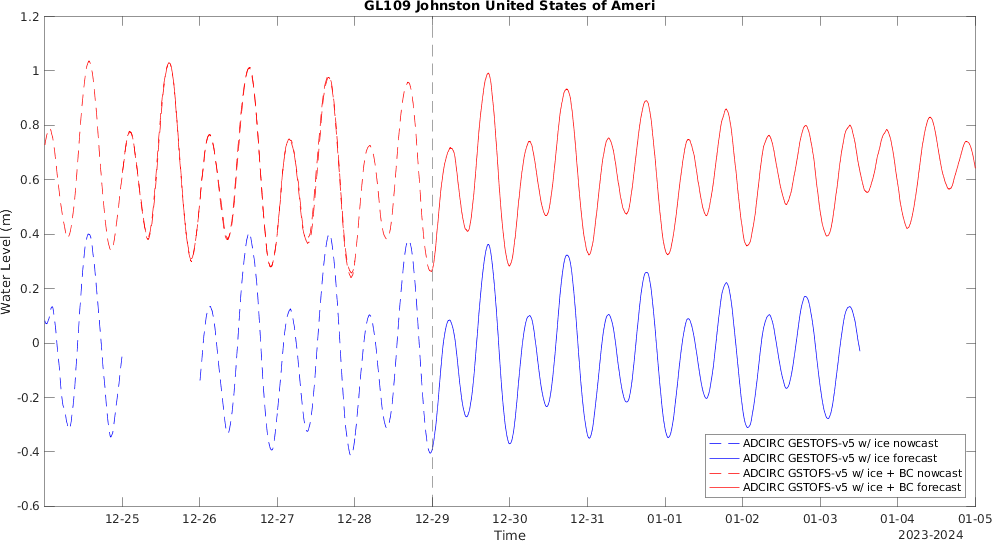 GL109 Johnston United States of Ameri
1.2
1
0.8
0.6
0.4
0.2
0
-0.2
-0.4
-0.6
Water Level (m)
12-25 12-26 12-27 12-28 12-29 12-30 12-31 01-01 01-02 01-03 01-04 01-05
Time
2023-2024
ADCIRC GESTOFS-v5 w/ ice nowcast
ADCIRC GESTOFS-v5 w/ ice forecast
ADCIRC GSTOFS-v5 w/ ice + BC nowcast
ADCIRC GSTOFS-v5 w/ ice + BC forecast